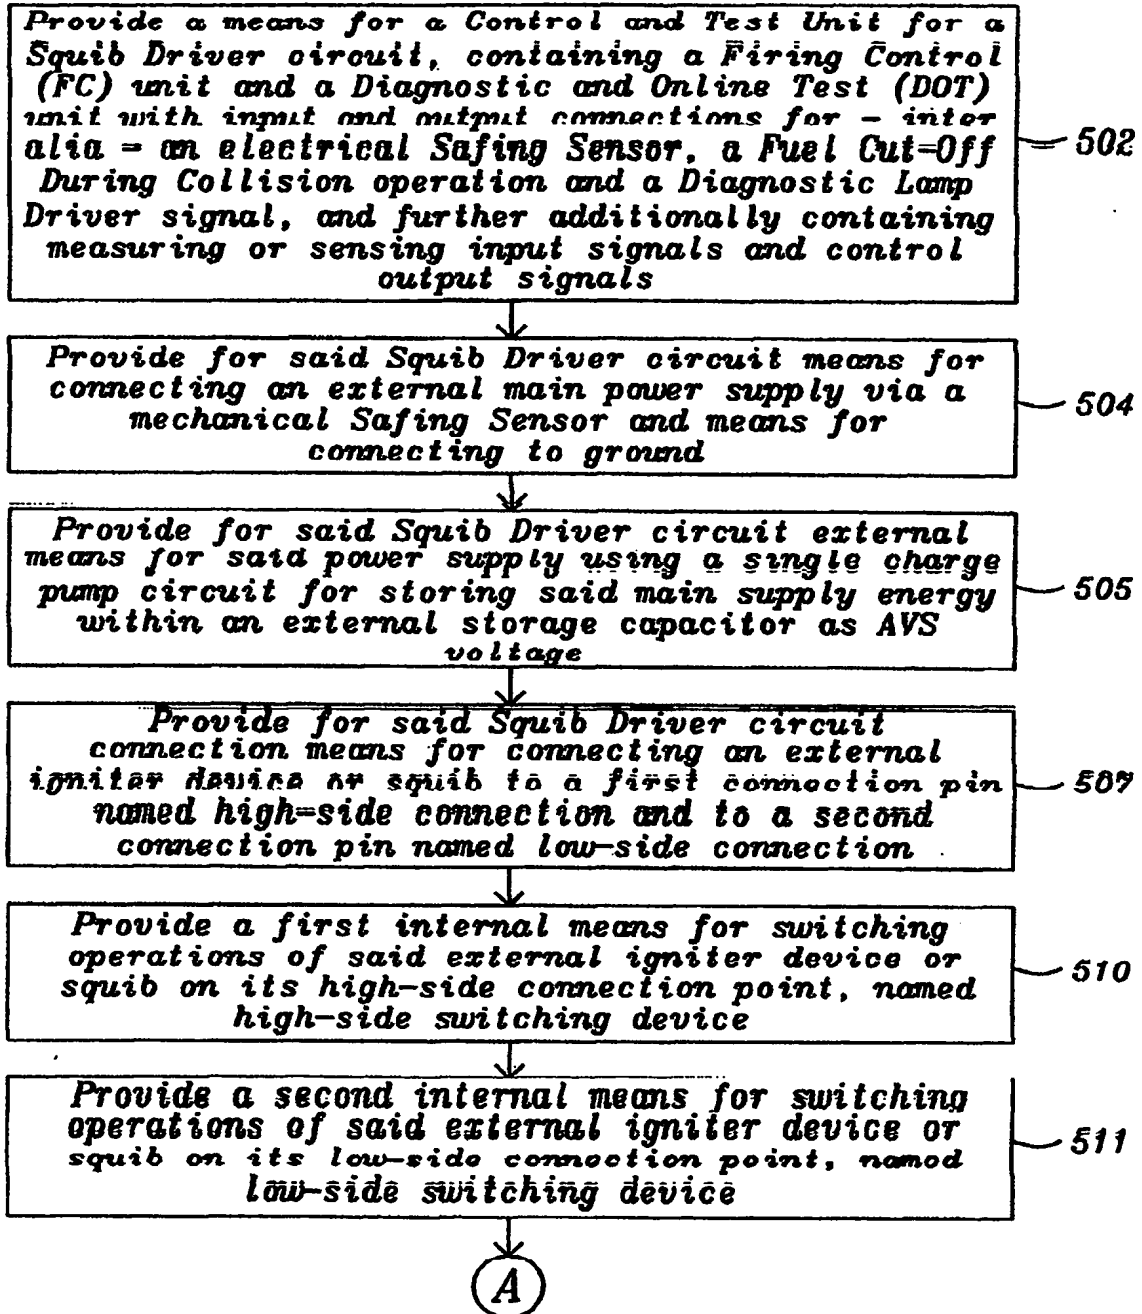 Provide a means for a Control and Test Unit for a
Squib Driver circuit, containing a Firing Control
(FC) unit and a Diagnostic and Online Test (DOT)
unit with input and output connections for - inter
alia - an electrical Safing Sensor, a Fuel Cut-Off
During Collision operation and a Diagnostic Lamp
Driver signal, and further additionally containing
measuring or sensing input signals and control
output signals
502
Provide for said Squib Driver circuit means for
connecting an external main power supply via a
mechanical Safing Sensor and means for
connecting to ground
504
Provide for said Squib Driver circuit external
means for said power supply using a single charge
pump circuit for storing said main supply energy
within an external storage capacitor as AVS
voltage
505
Provide for said Squib Driver circuit
connection means for connecting an external
igniter device or squib to a first connection pin
named high-side connection and to a second
connection pin named low-side connection
507
Provide a first internal means for switching
operations of said external igniter device or
squib on its high-side connection point, named
high-side switching device
510
Provide a second internal means for switching
operations of said external igniter device or
squib on its low-side connection point, named
low-side switching device
511
A